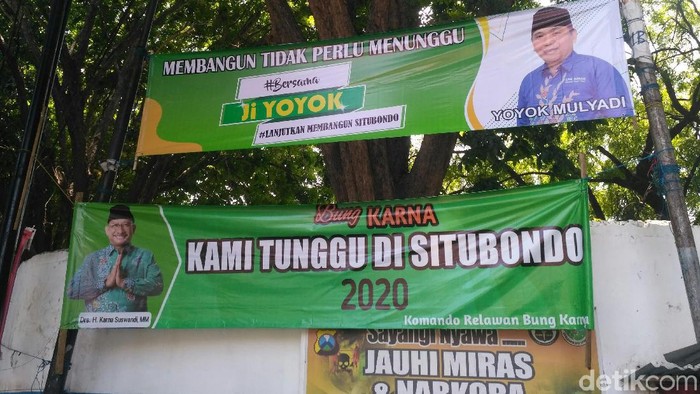 MEMBANGUN TIDAK PERLU MENUNGGU
#Bersama
Ji YOYOK
#LANJUTKAN MEMBANGUN SITUBONDO
YOYOK MULYADI
Bung KARNA
KAMI TUNGGU DI SITUBONDO
2020
Drs. H. Karna Suswandi, MM
Komando Relawan Bung Karna
Sayangi Nyawa
JAUHI MIRAS
& NARKOBA
detikcom